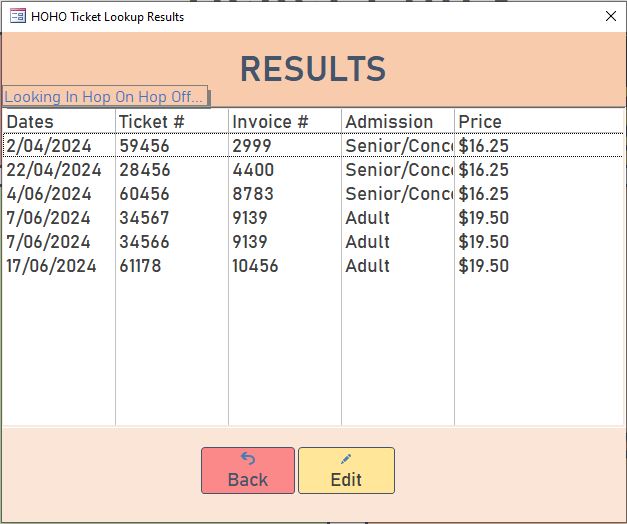 HOHO Ticket Lookup Results
RESULTS
Looking In Hop On Hop Off...
Dates Ticket # Invoice # Admission Price
2/04/2024 59456 2999 Senior/Conc $16.25
22/04/2024 28456 4400 Senior/Conc $16.25
4/06/2024 60456 8783 Senior/Conc $16.25
7/06/2024 34567 9139 Adult $19.50
7/06/2024 34566 9139 Adult $19.50
17/06/2024 61178 10456 Adult $19.50
Back Edit